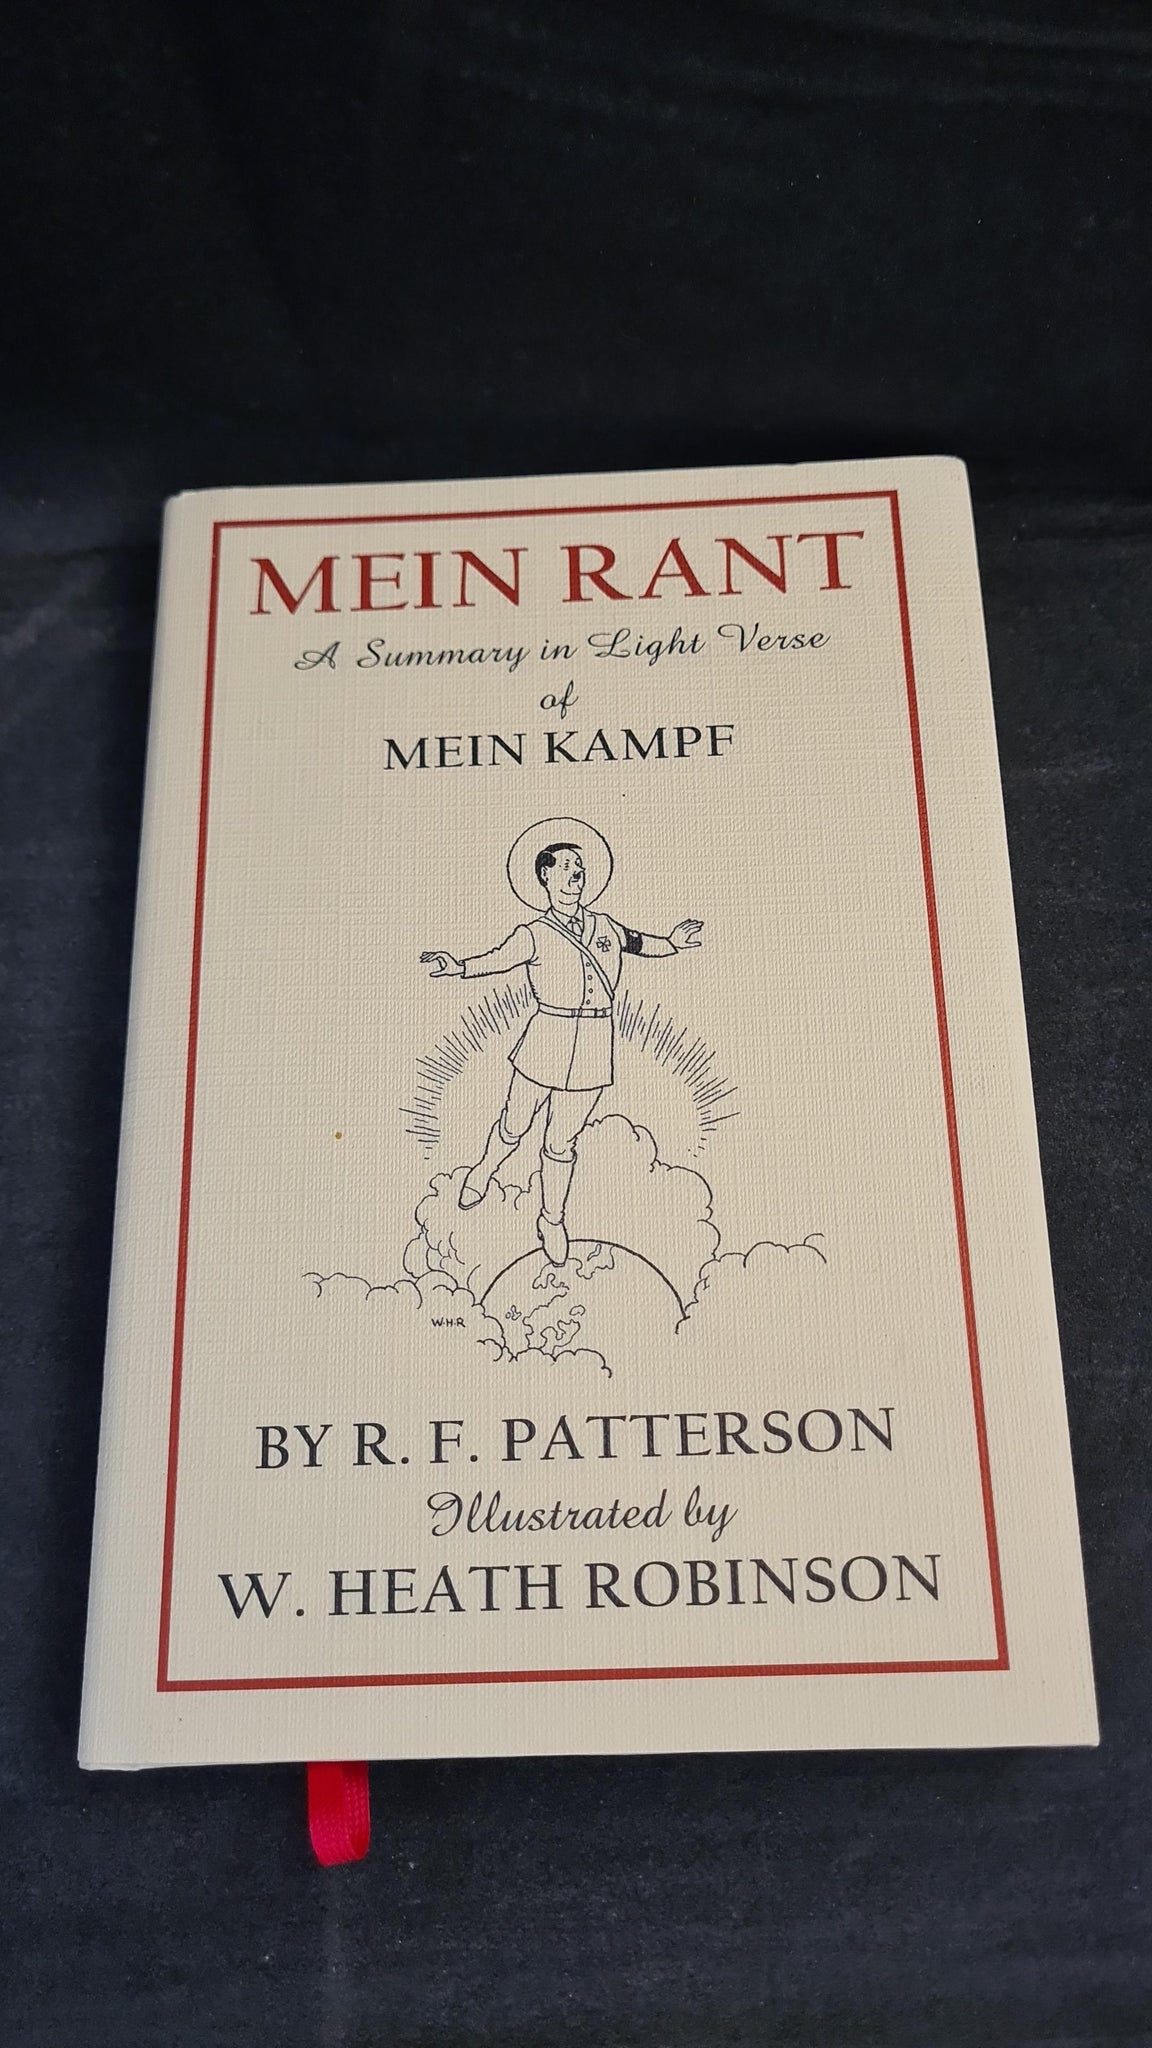 MEIN RANT
A Summary in Light Verse
of
MEIN KAMPF
W·H·R
BY R. F. PATTERSON
Illustrated by
W. HEATH ROBINSON